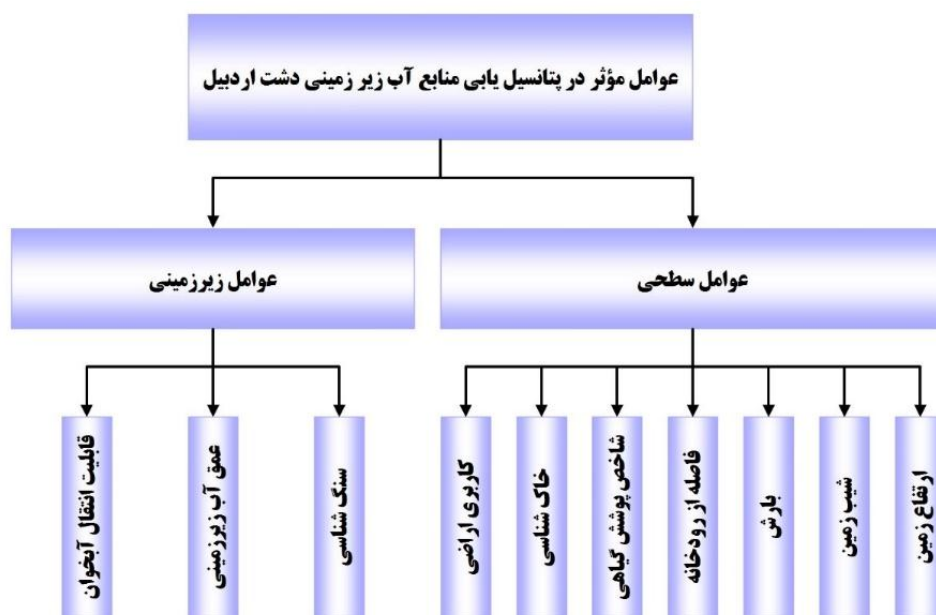 عوامل مؤثر در پتانسیل یابی منابع آب زیر زمینی دشت اردبیل
عوامل سطحی
عوامل زیرزمینی
ارتفاع زمین
شیب زمین
بارش
فاصله از رودخانه
شاخص پوشش گیاهی
خاک شناسی
کاربری اراضی
سنگ شناسی
عمق آب زیرزمینی
قابلیت انتقال آبخوان